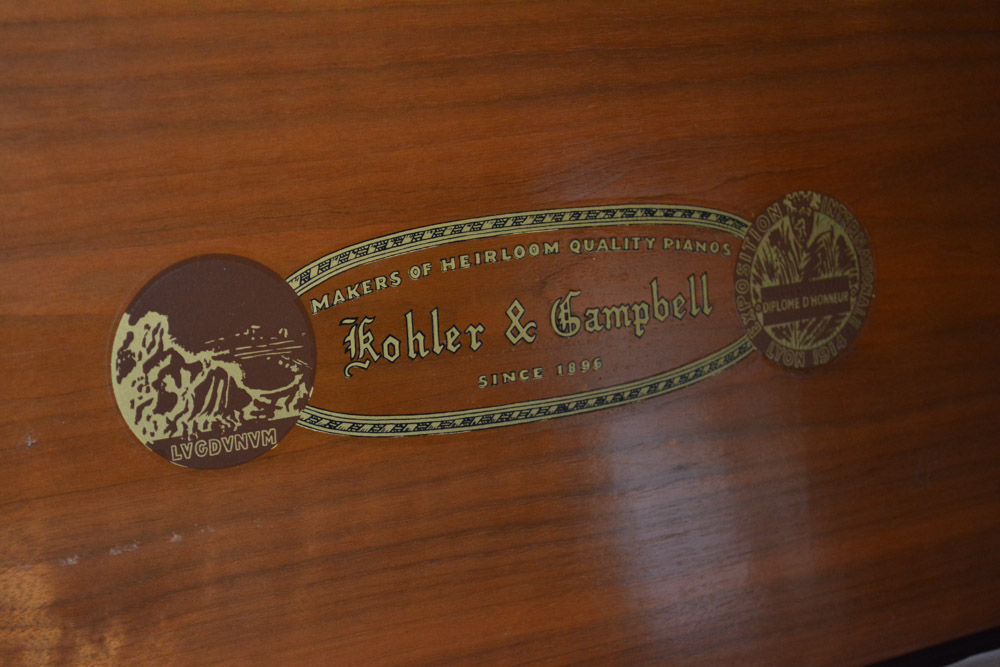 LVGDVNVM
MAKERS OF HEIRLOOM QUALITY PIANOS
Kohler & Campbell
SINCE 1896
EXPOSITION INTERNATIONALE
DIPLOME D'HONNEUR
LYON 1914